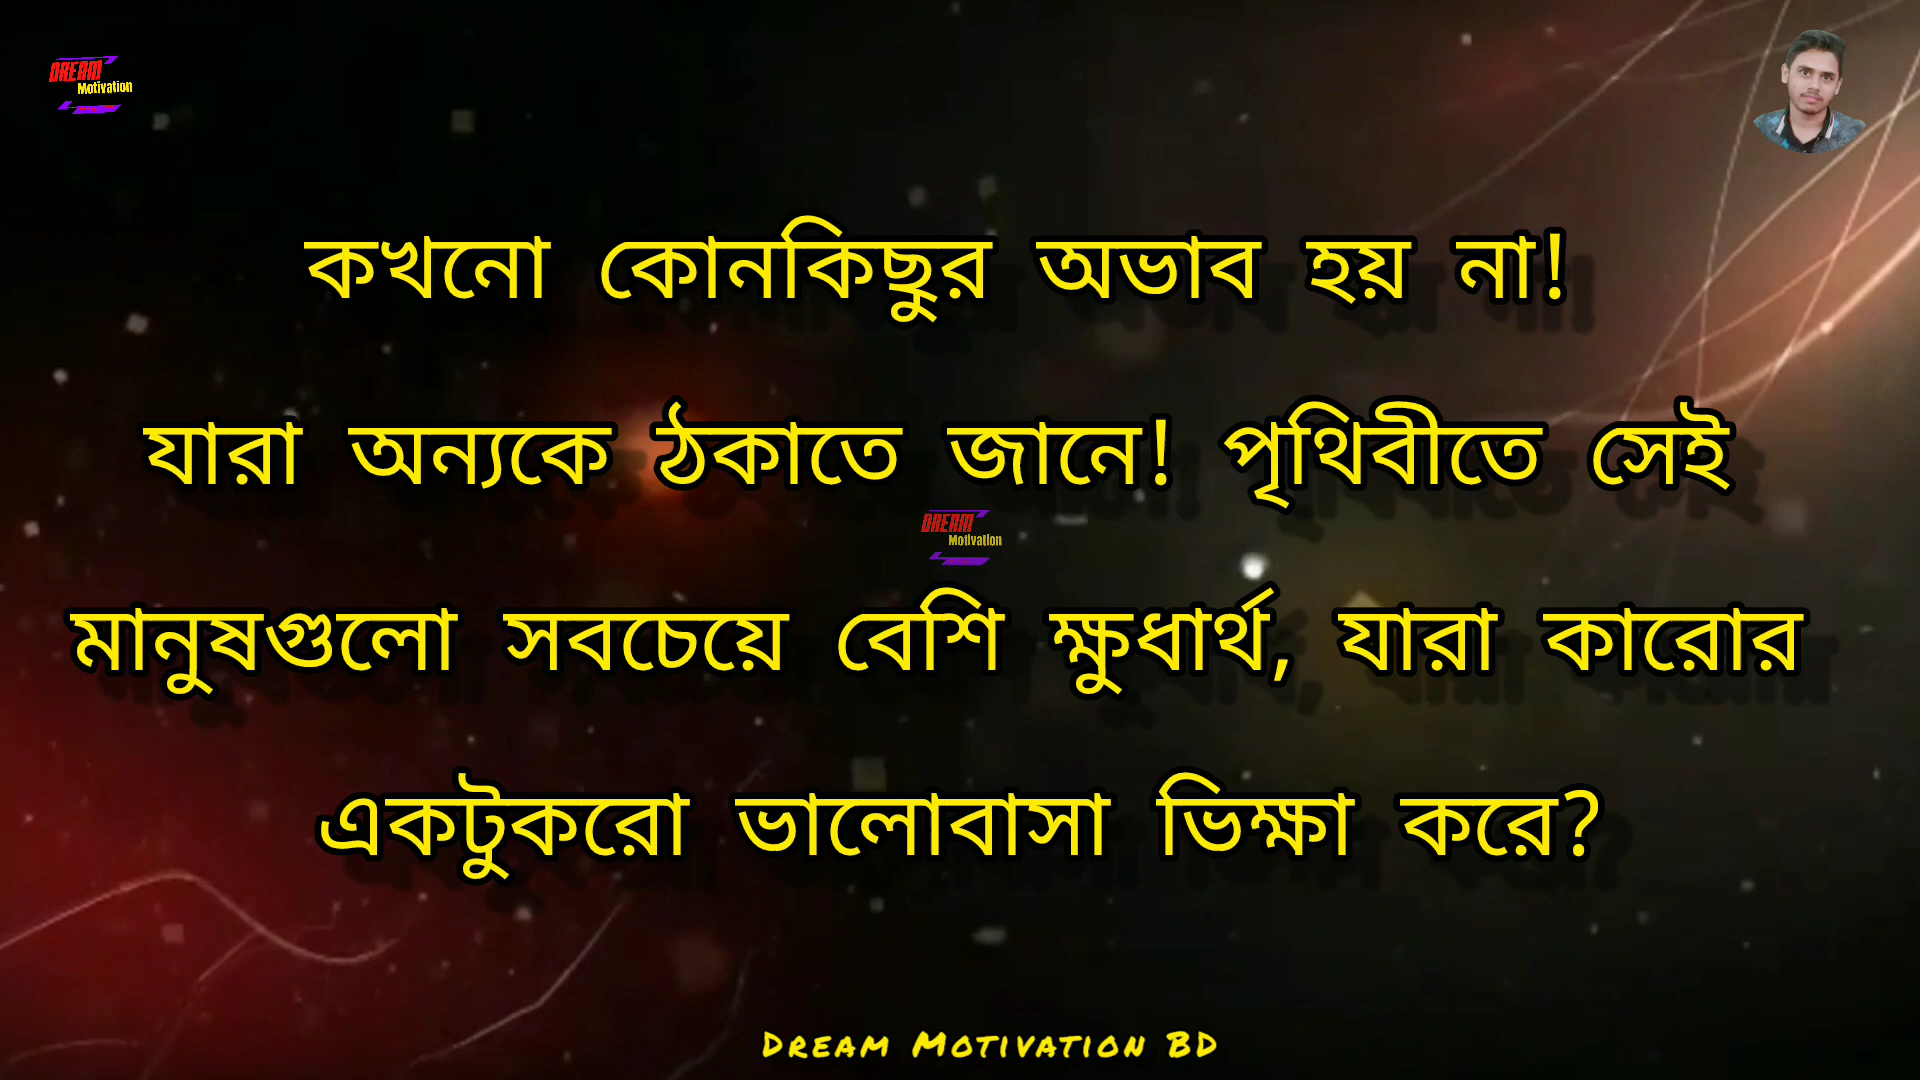 DREAM
Motivation
কখনো কোনকিছুর অভাব হয় না!
যারা অন্যকে ঠকাতে জানে! পৃথিবীতে সেই
DREAM
Motivation
মানুষগুলো সবচেয়ে বেশি ক্ষুধার্থ, যারা কারোর
একটুকরো ভালোবাসা ভিক্ষা করে?
DREAM MOTIVATION BD